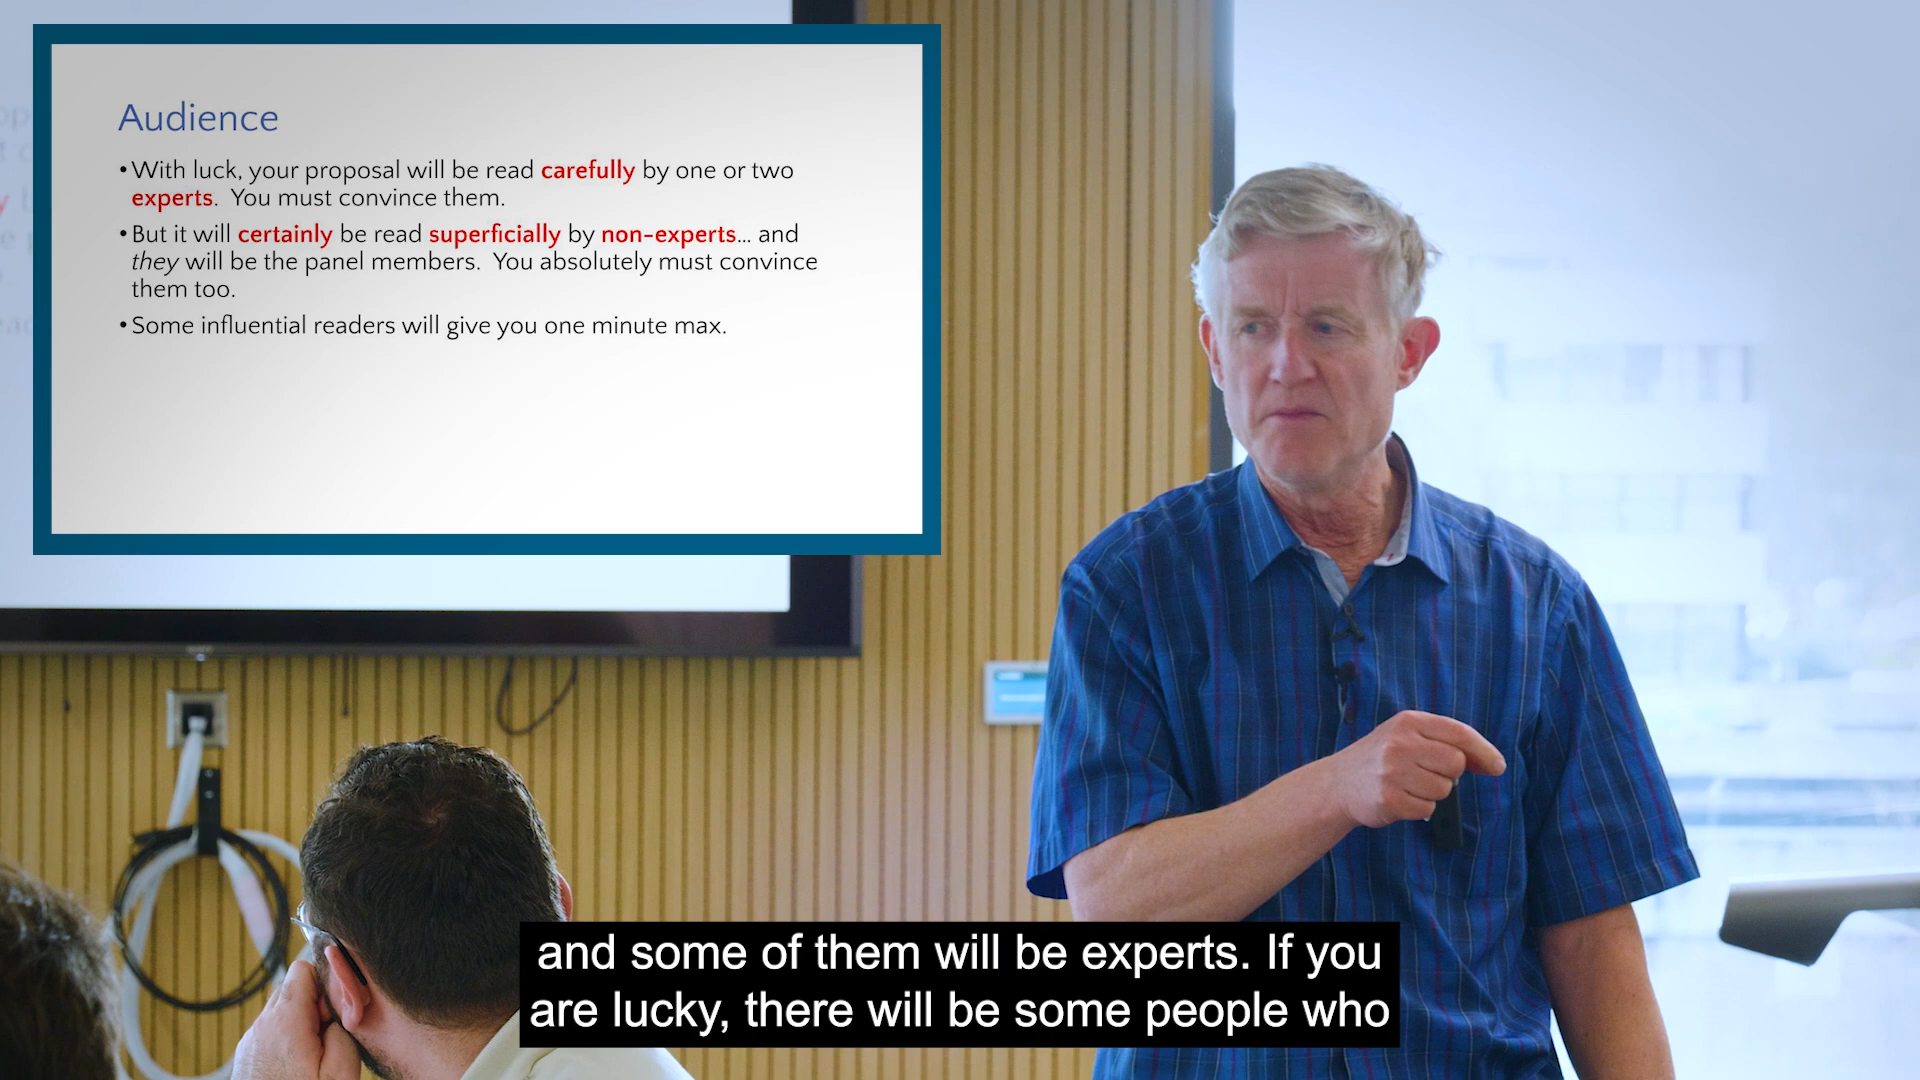 Audience
•With luck, your proposal will be read carefully by one or two
experts.  You must convince them.
•But it will certainly be read superficially by non-experts... and
they will be the panel members.  You absolutely must convince
them too.
•Some influential readers will give you one minute max.
and some of them will be experts. If you
are lucky, there will be some people who